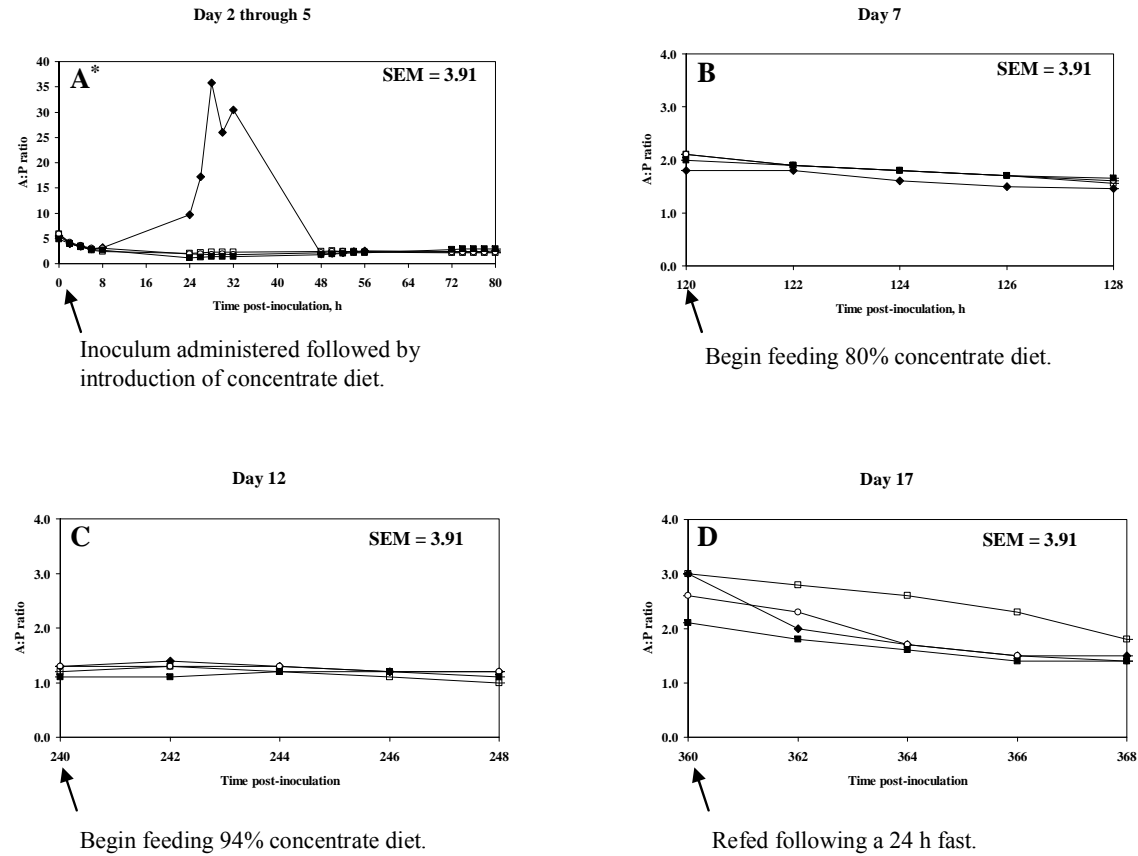 Day 2 through 5
A*
SEM = 3.91
40
35
30
25
20
15
10
5
0
A:P ratio
0 8 16 24 32 40 48 56 64 72 80
Time post-inoculation, h
Inoculum administered followed by
introduction of concentrate diet.
Day 7
B
SEM = 3.91
4.0
3.0
2.0
1.0
0.0
A:P ratio
120 122 124 126 128
Time post-inoculation, h
Begin feeding 80% concentrate diet.
Day 12
C
SEM = 3.91
4.0
3.0
2.0
1.0
0.0
A:P ratio
240 242 244 246 248
Time post-inoculation
Begin feeding 94% concentrate diet.
Day 17
D
SEM = 3.91
4.0
3.0
2.0
1.0
0.0
A:P ratio
360 362 364 366 368
Time post-inoculation
Refed following a 24 h fast.